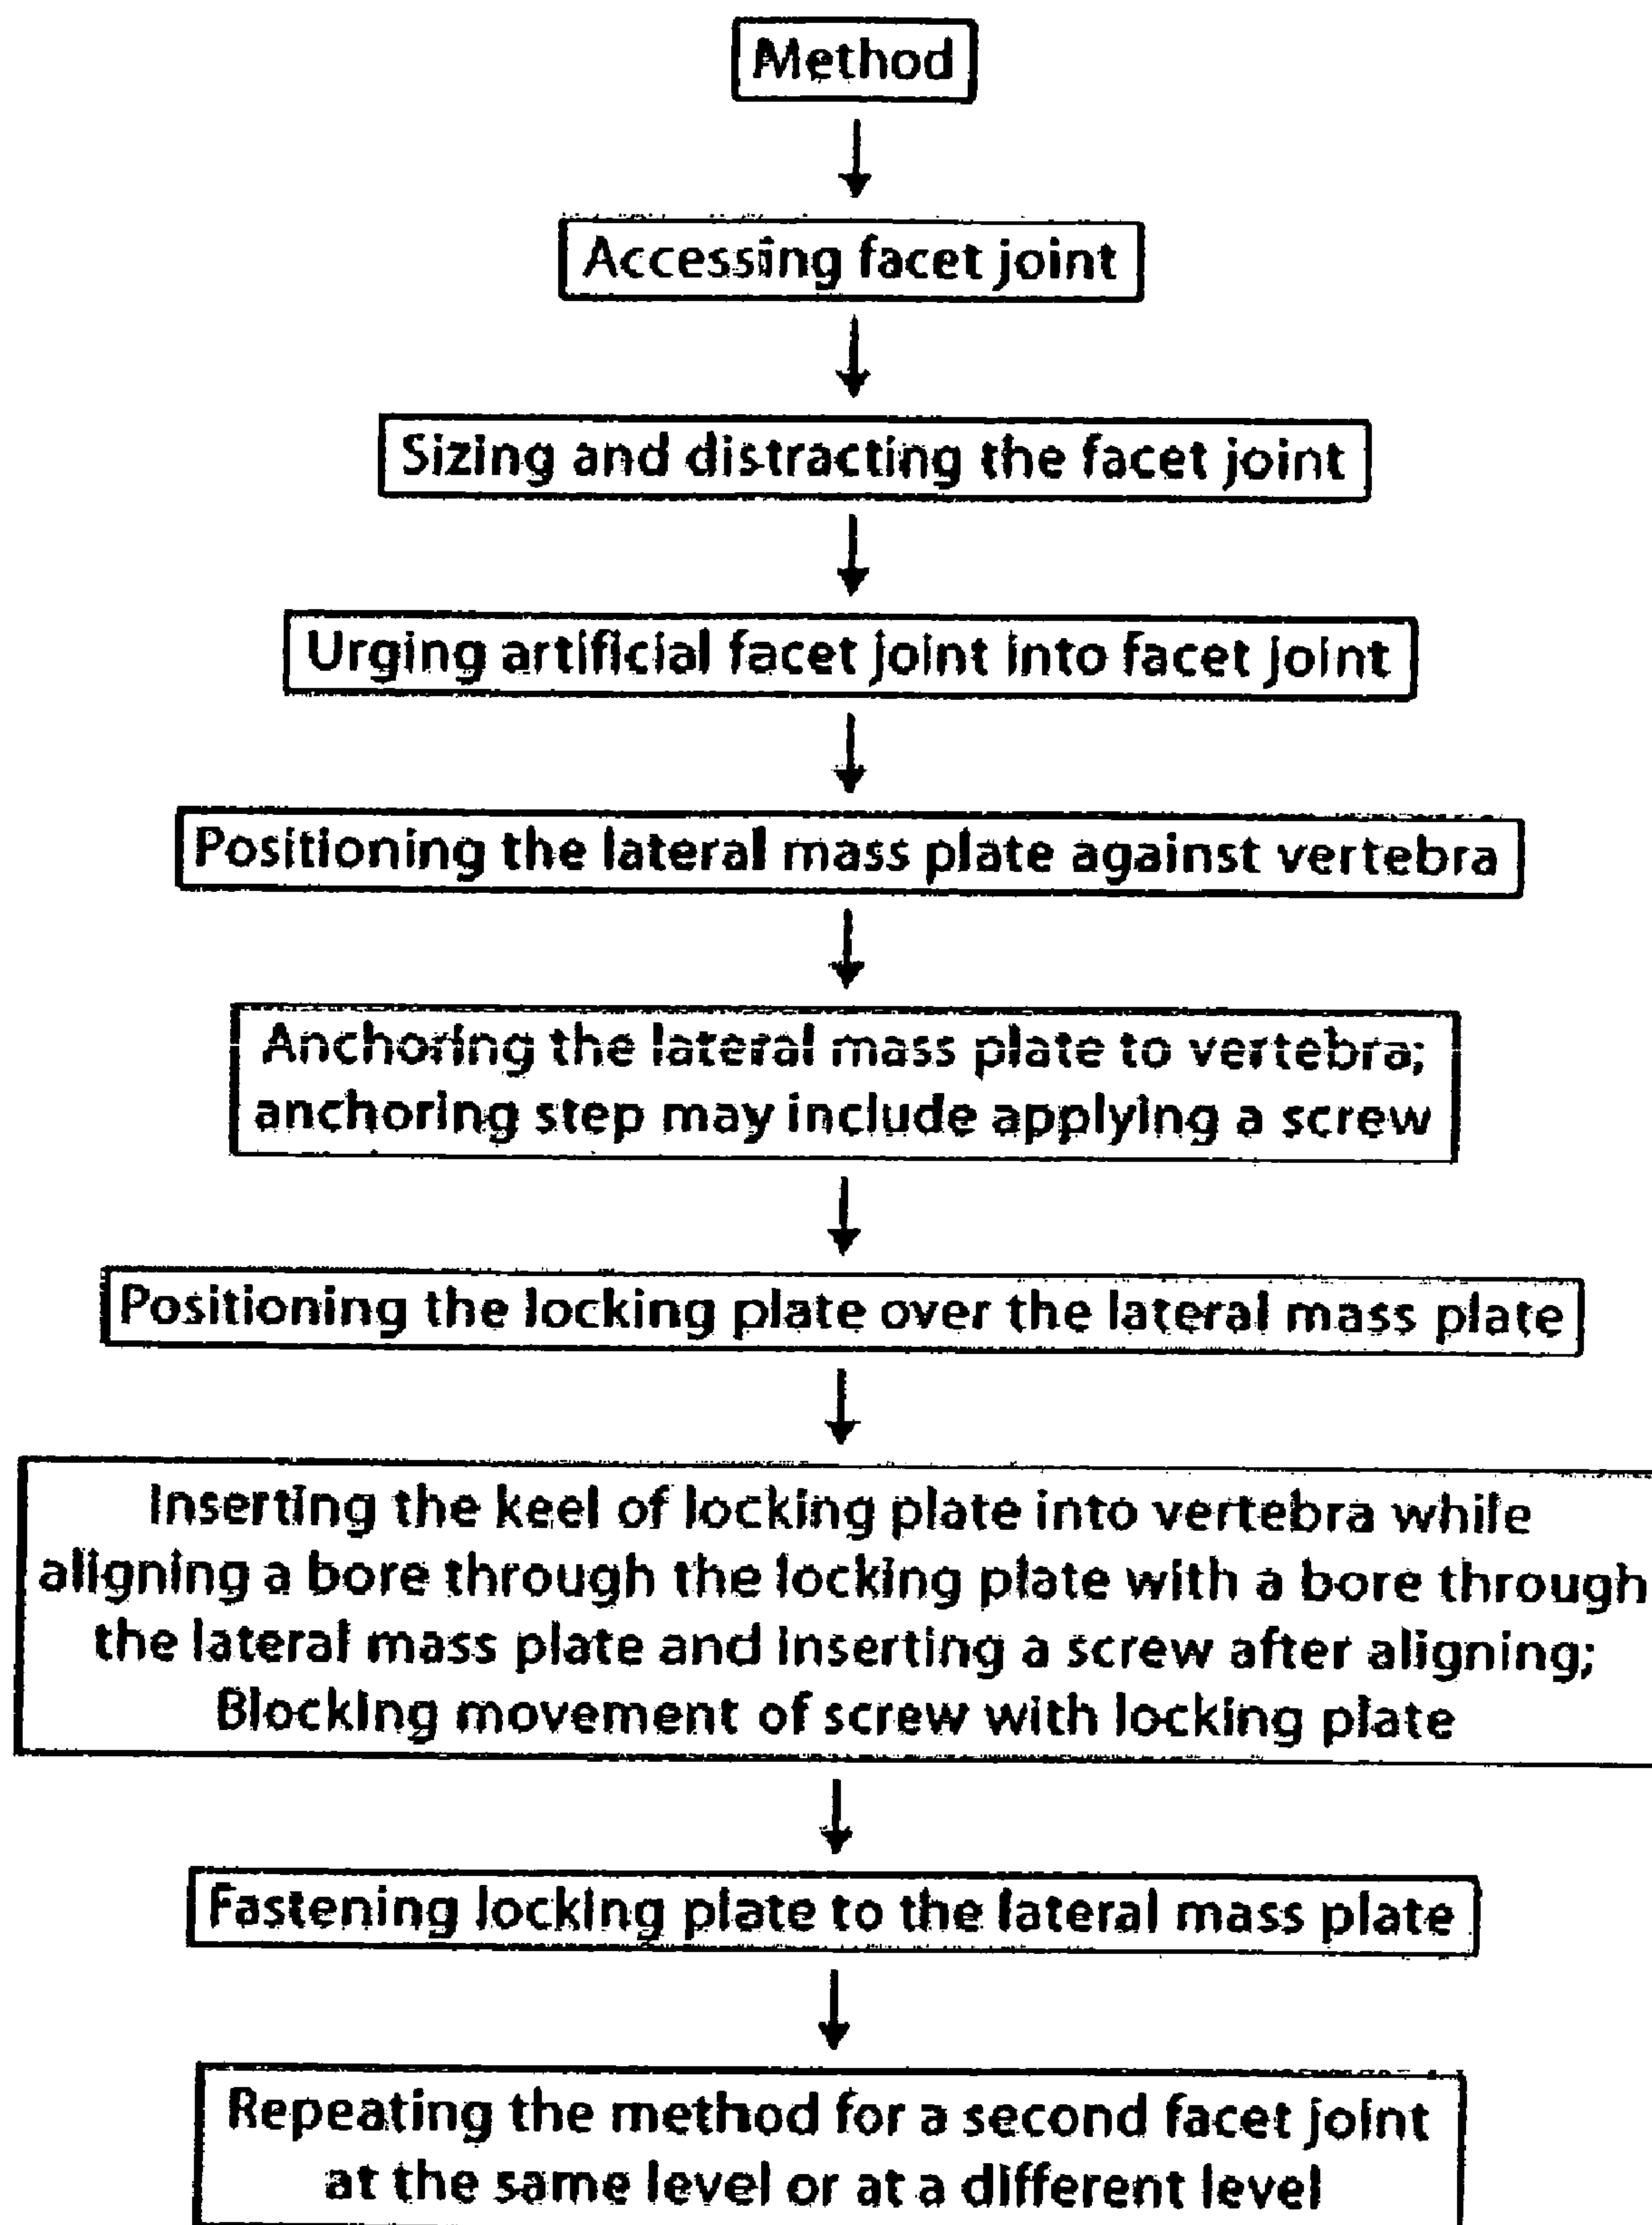 Method
Accessing facet joint
Sizing and distracting the facet joint
Urging artificial facet joint into facet joint
Positioning the lateral mass plate against vertebra
Anchoring the lateral mass plate to vertebra;
anchoring step may include applying a screw
Positioning the locking plate over the lateral mass plate
Inserting the keel of locking plate into vertebra while
aligning a bore through the locking plate with a bore through
the lateral mass plate and inserting a screw after aligning;
Blocking movement of screw with locking plate
Fastening locking plate to the lateral mass plate
Repeating the method for a second facet joint
at the same level or at a different level